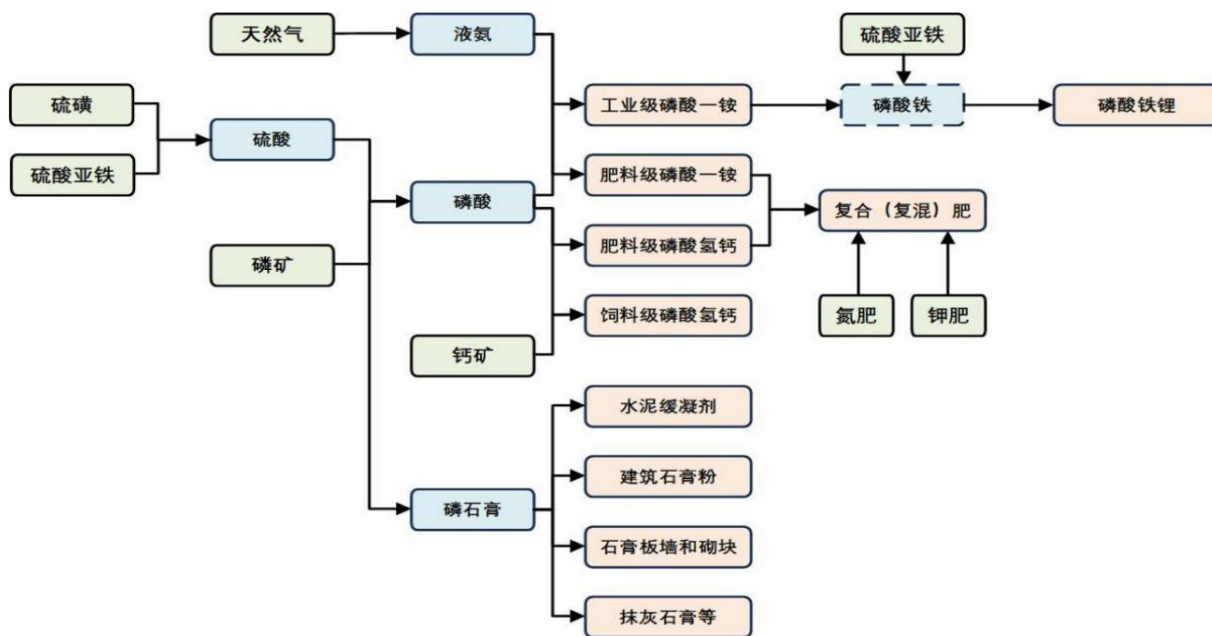 天然气
液氨
硫酸亚铁
硫磺
工业级磷酸一铵
磷酸铁
磷酸铁锂
硫酸
硫酸亚铁
肥料级磷酸一铵
磷酸
复合（复混）肥
肥料级磷酸氢钙
磷矿
饲料级磷酸氢钙
氮肥
钾肥
钙矿
水泥缓凝剂
建筑石膏粉
磷石膏
石膏板墙和砌块
抹灰石膏等